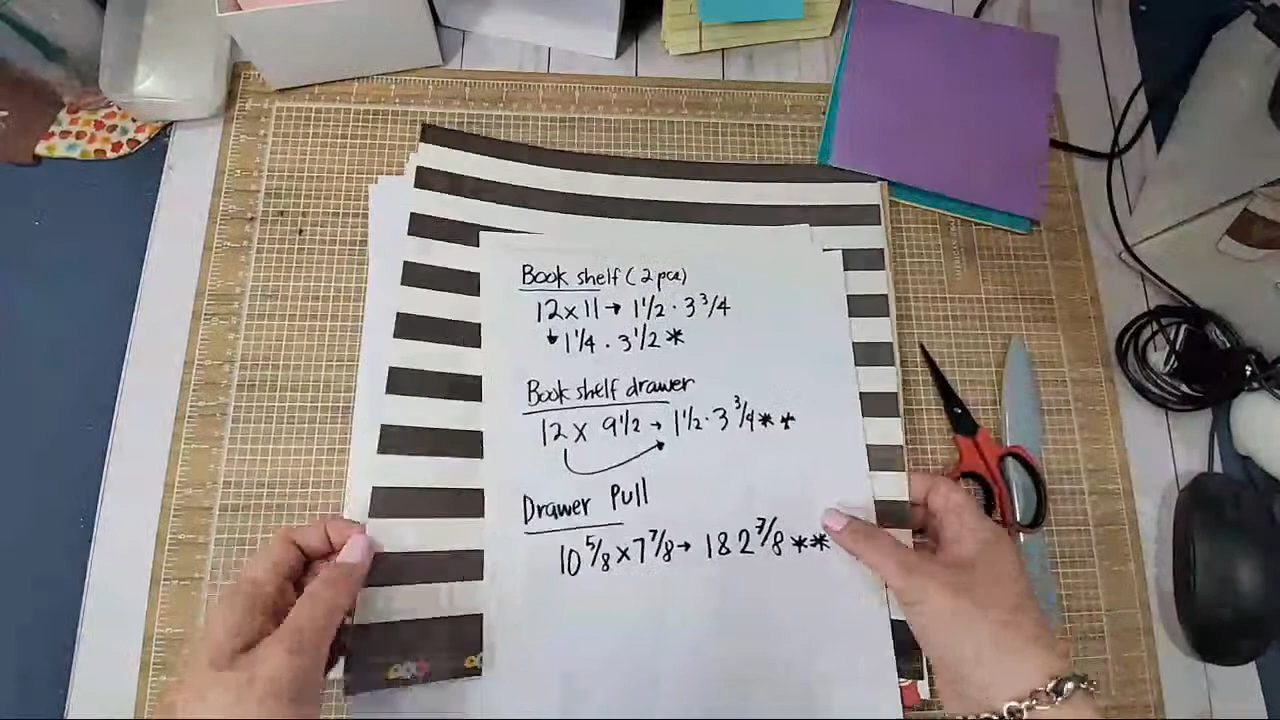 Book shelf (2 pcs)
12 x 11 → 1 1/2 · 3 3/4
↓ 1 1/4 · 3 1/2 *
Book shelf drawer
12 x 9 1/2 → 1 1/2 · 3 3/4 * *
Drawer Pull
10 5/8 x 7 7/8 → 1 & 2 7/8 **